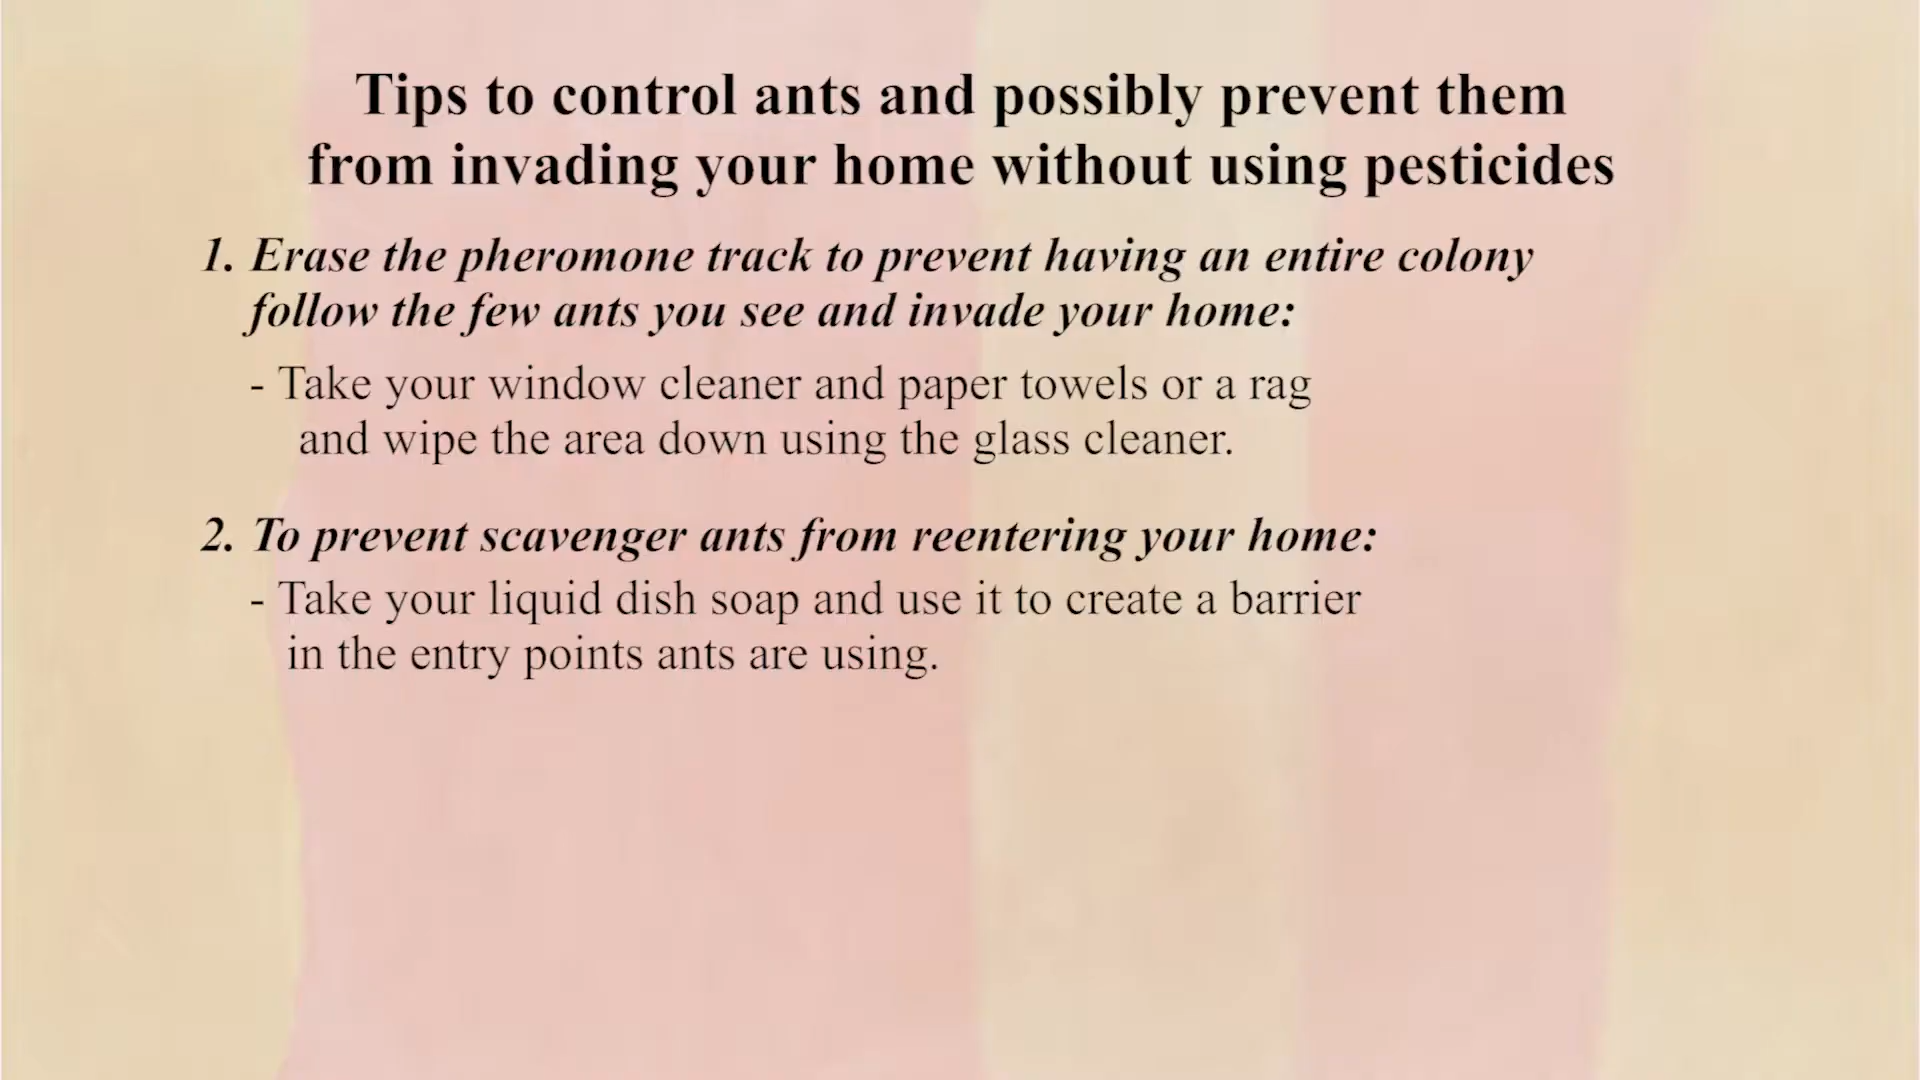 Tips to control ants and possibly prevent them
from invading your home without using pesticides
1. Erase the pheromone track to prevent having an entire colony
follow the few ants you see and invade your home:
- Take your window cleaner and paper towels or a rag
and wipe the area down using the glass cleaner.
2. To prevent scavenger ants from reentering your home:
- Take your liquid dish soap and use it to create a barrier
in the entry points ants are using.